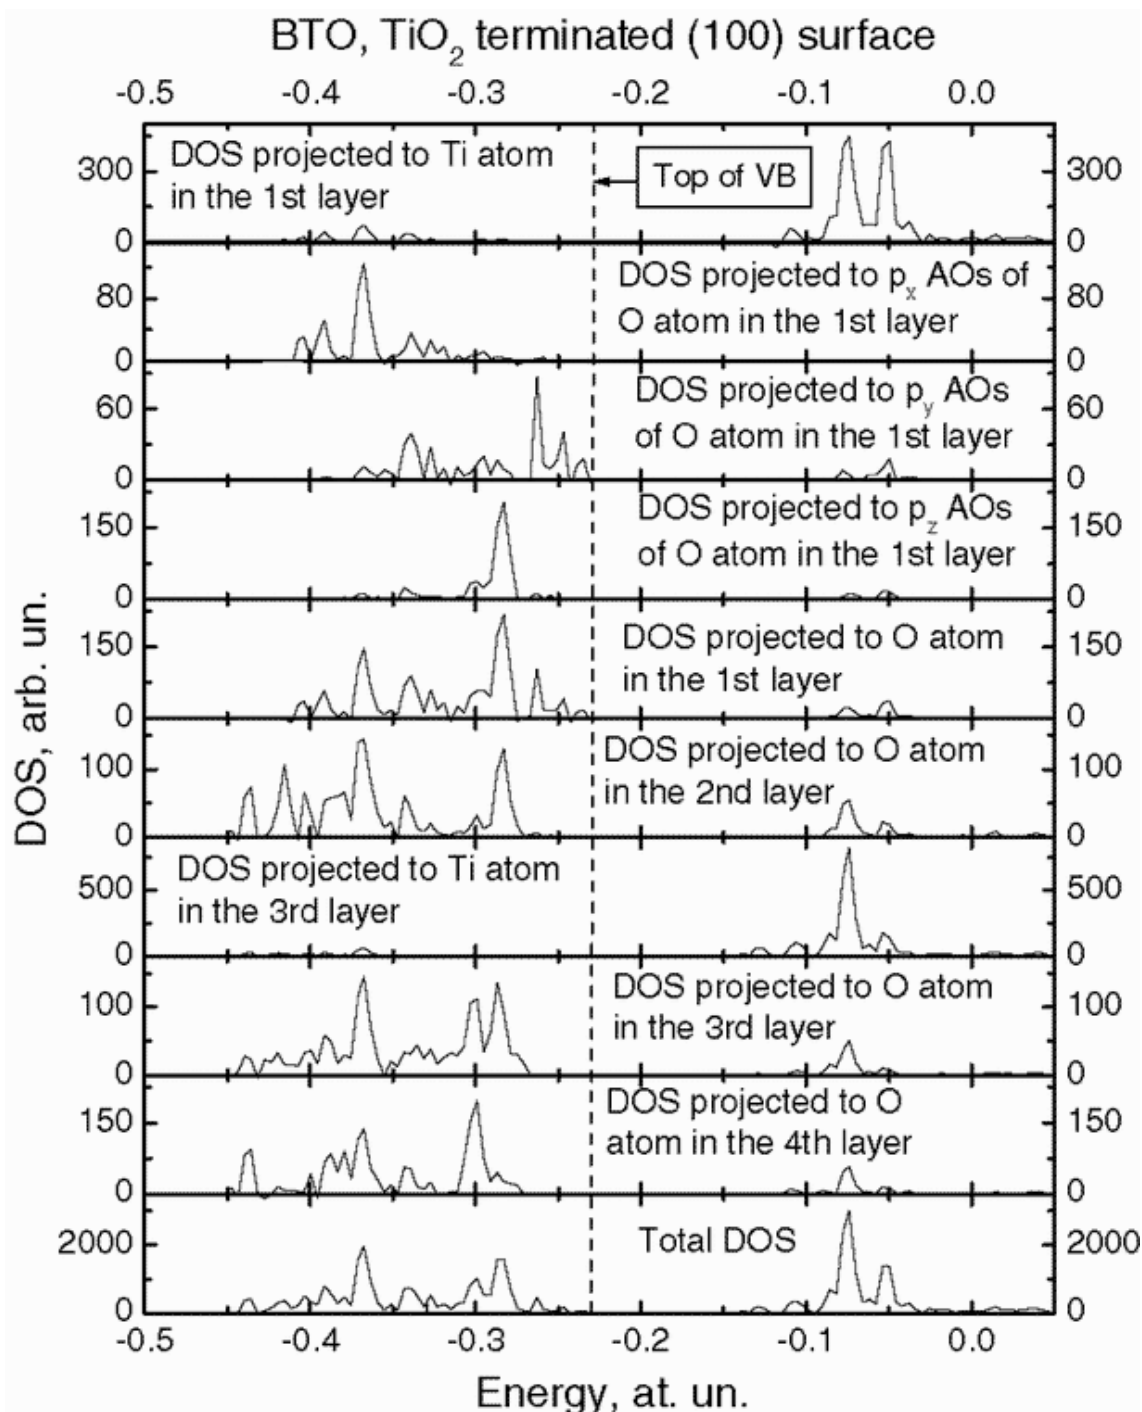 BTO, TiO₂ terminated (100) surface
-0.5 -0.4 -0.3 -0.2 -0.1 0.0
DOS projected to Ti atom
in the 1st layer
Top of VB
300 300
0 0
DOS projected to pₓ AOs of
O atom in the 1st layer
80 80
0 0
DOS projected to p_y AOs
of O atom in the 1st layer
60 60
0 0
DOS projected to p_z AOs
of O atom in the 1st layer
150 150
0 0
DOS projected to O atom
in the 1st layer
150 150
0 0
DOS projected to O atom
in the 2nd layer
100 100
0 0
DOS projected to Ti atom
in the 3rd layer
500 500
0 0
DOS projected to O atom
in the 3rd layer
100 100
0 0
DOS projected to O
atom in the 4th layer
150 150
0 0
Total DOS
2000 2000
0 0
-0.5 -0.4 -0.3 -0.2 -0.1 0.0
DOS, arb. un.
Energy, at. un.